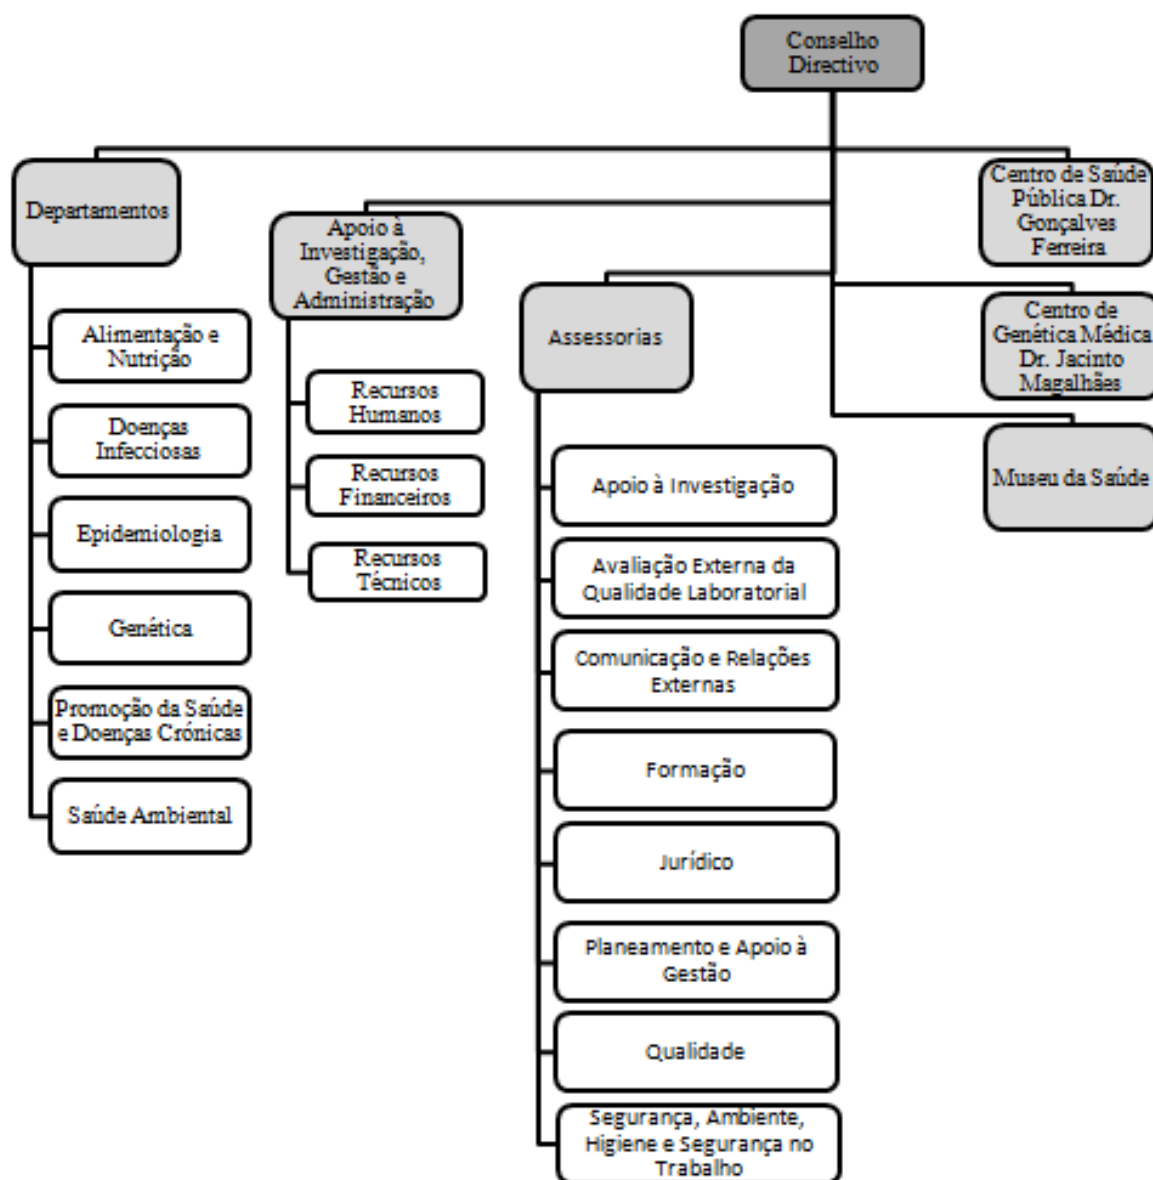 Conselho
Directivo
Departamentos
Alimentação e
Nutrição
Doenças
Infecciosas
Epidemiologia
Genética
Promoção da Saúde
e Doenças Crónicas
Saúde Ambiental
Apoio à
Investigação,
Gestão e
Administração
Recursos
Humanos
Recursos
Financeiros
Recursos
Técnicos
Assessorias
Apoio à Investigação
Avaliação Externa da
Qualidade Laboratorial
Comunicação e Relações
Externas
Formação
Jurídico
Planeamento e Apoio à
Gestão
Qualidade
Segurança, Ambiente,
Higiene e Segurança no
Trabalho
Centro de Saúde
Pública Dr.
Gonçalves
Ferreira
Centro de
Genética Médica
Dr. Jacinto
Magalhães
Museu da Saúde